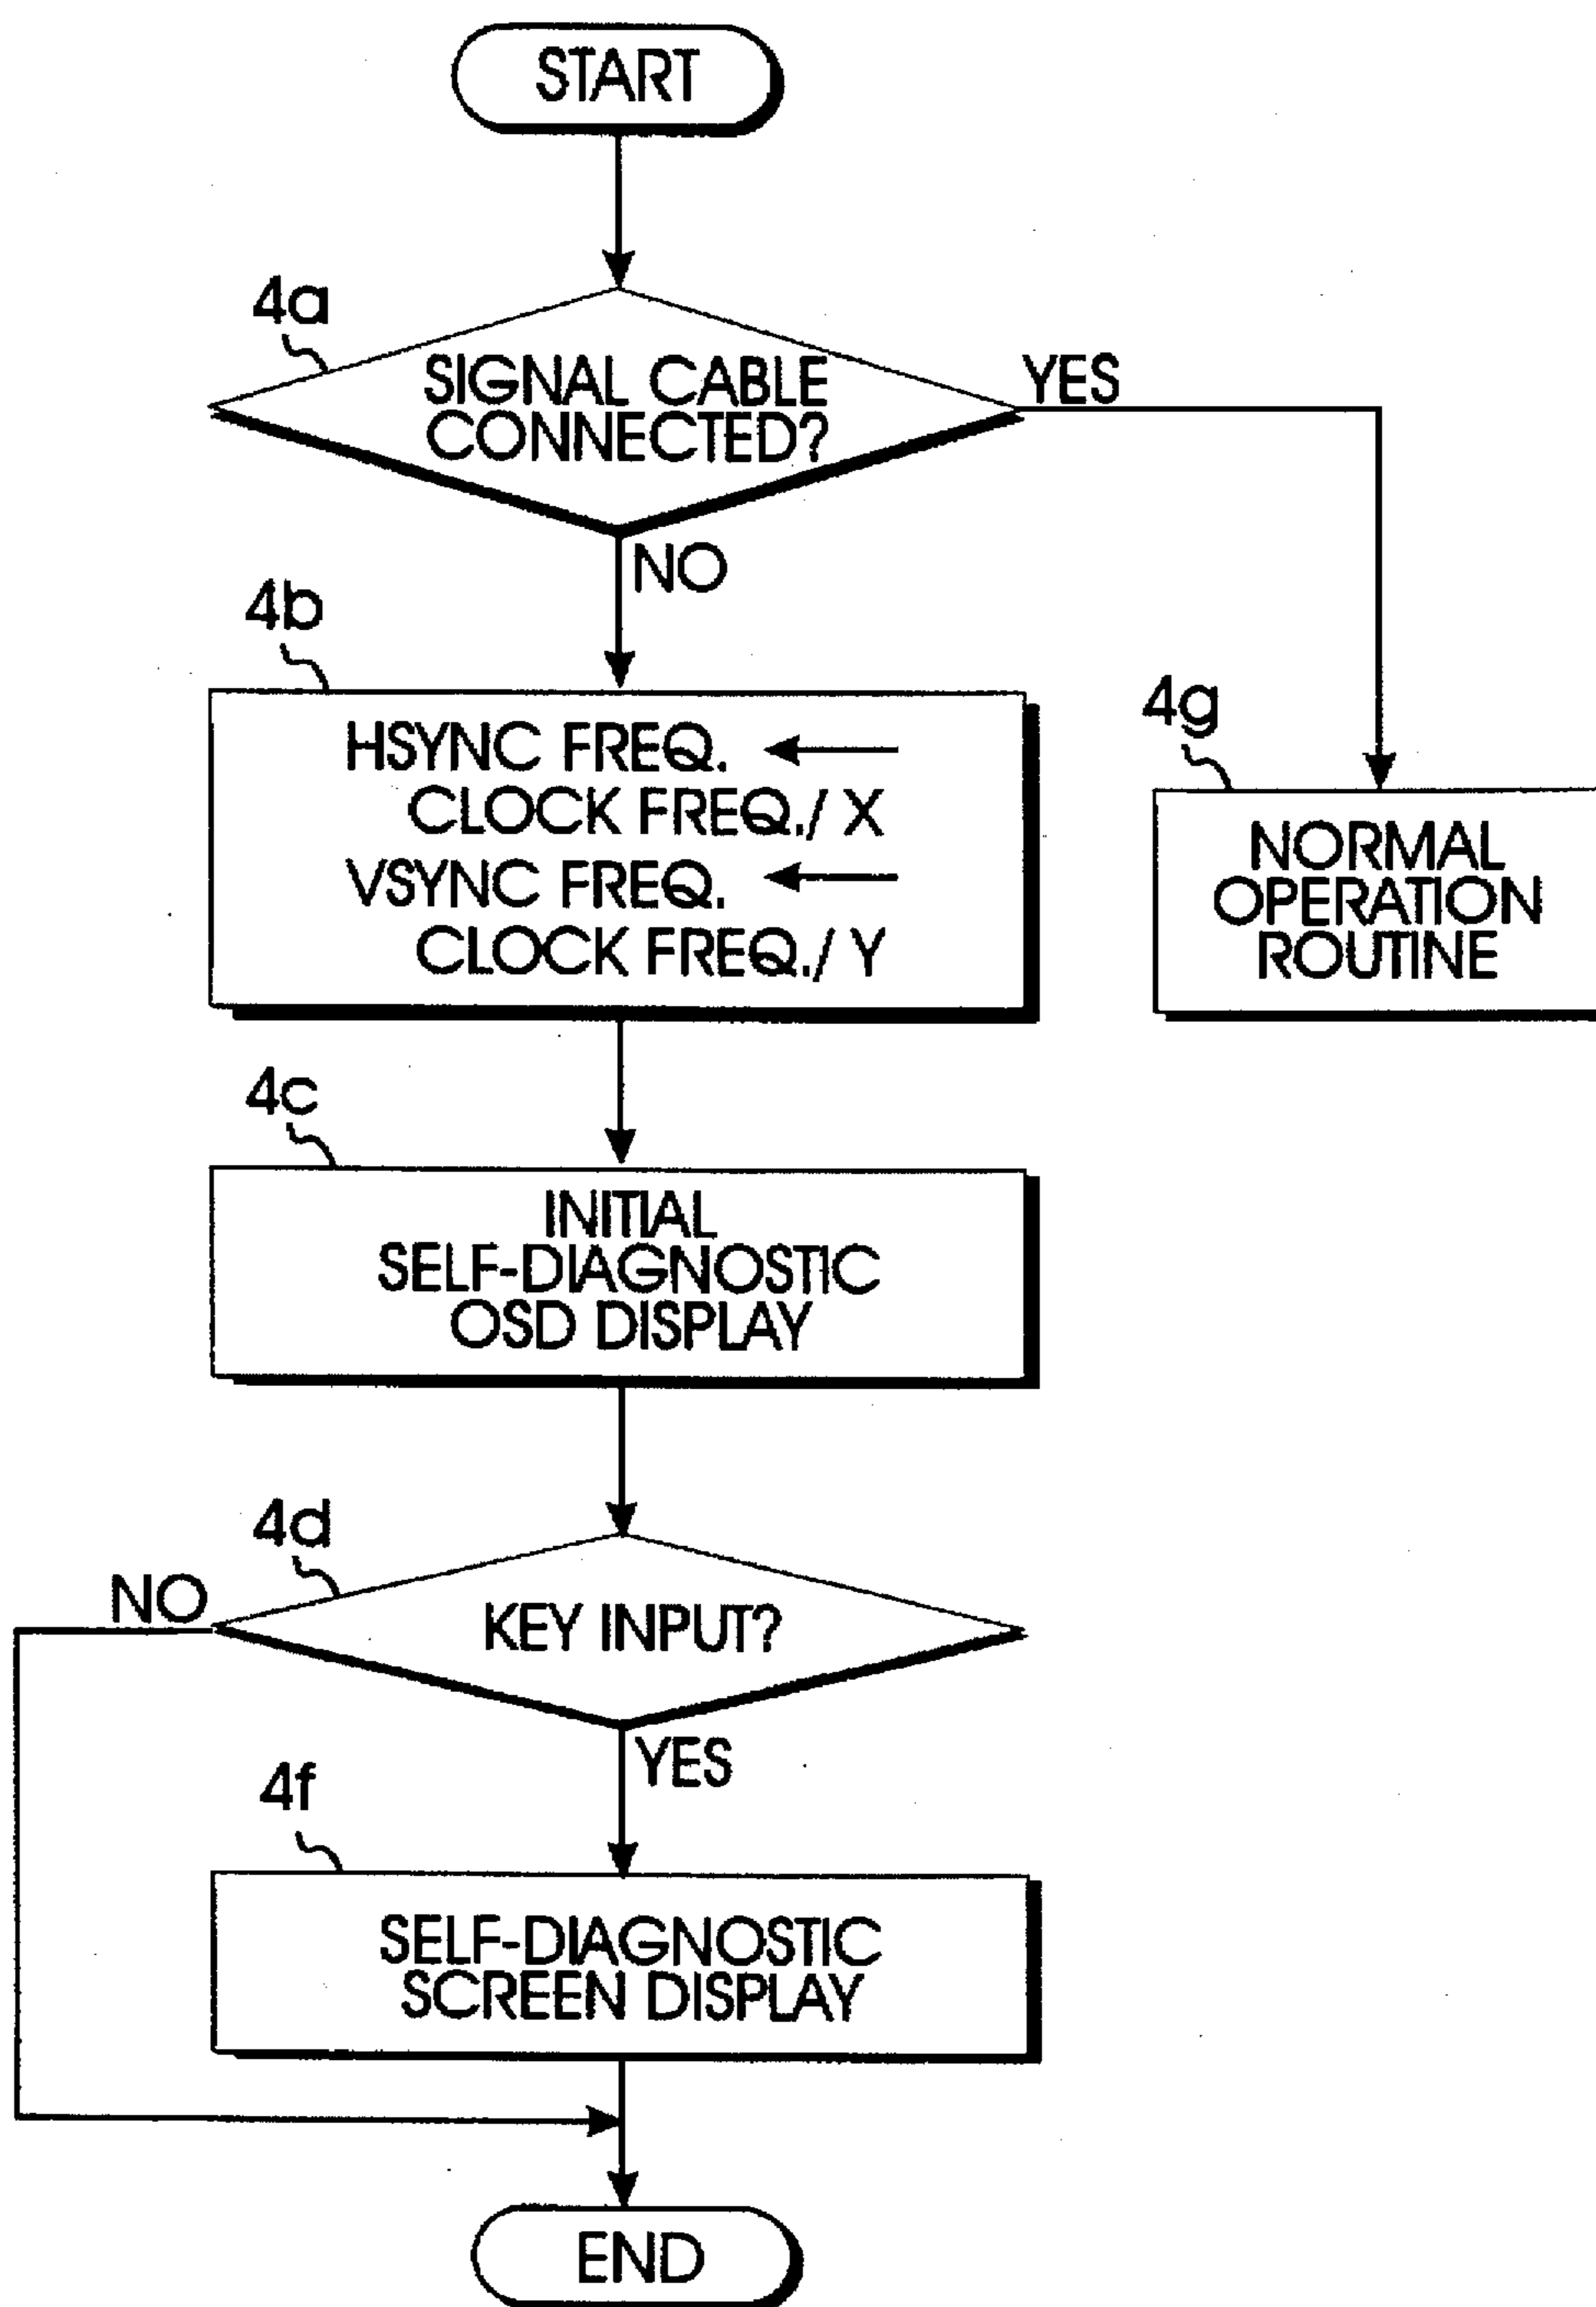 START
4a
SIGNAL CABLE
CONNECTED?
YES
NO
4b
HSYNC FREQ. ←
CLOCK FREQ./ X
VSYNC FREQ. ←
CLOCK FREQ./ Y
4g
NORMAL
OPERATION
ROUTINE
4c
INITIAL
SELF-DIAGNOSTIC
OSD DISPLAY
4d
NO
KEY INPUT?
YES
4f
SELF-DIAGNOSTIC
SCREEN DISPLAY
END